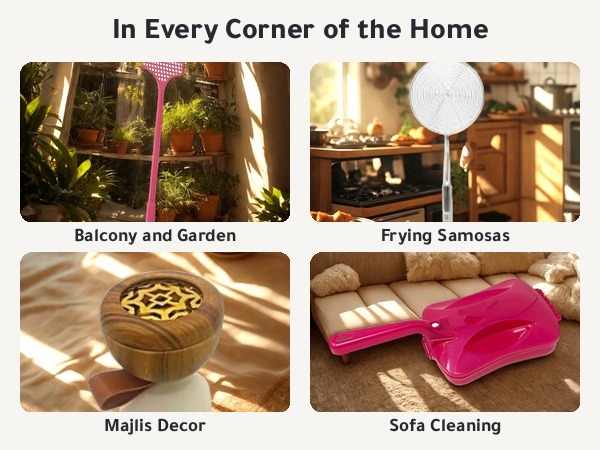 In Every Corner of the Home
Balcony and Garden
Frying Samosas
Majlis Decor
Sofa Cleaning